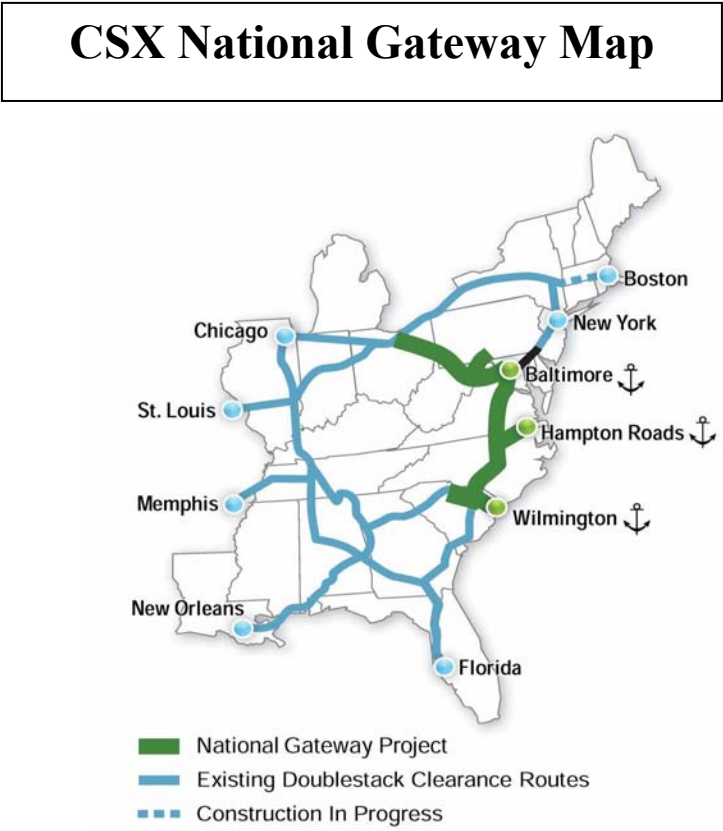 CSX National Gateway Map
Boston
New York
Chicago
Baltimore
St. Louis
Hampton Roads
Memphis
Wilmington
New Orleans
Florida
National Gateway Project
Existing Doublestack Clearance Routes
Construction In Progress